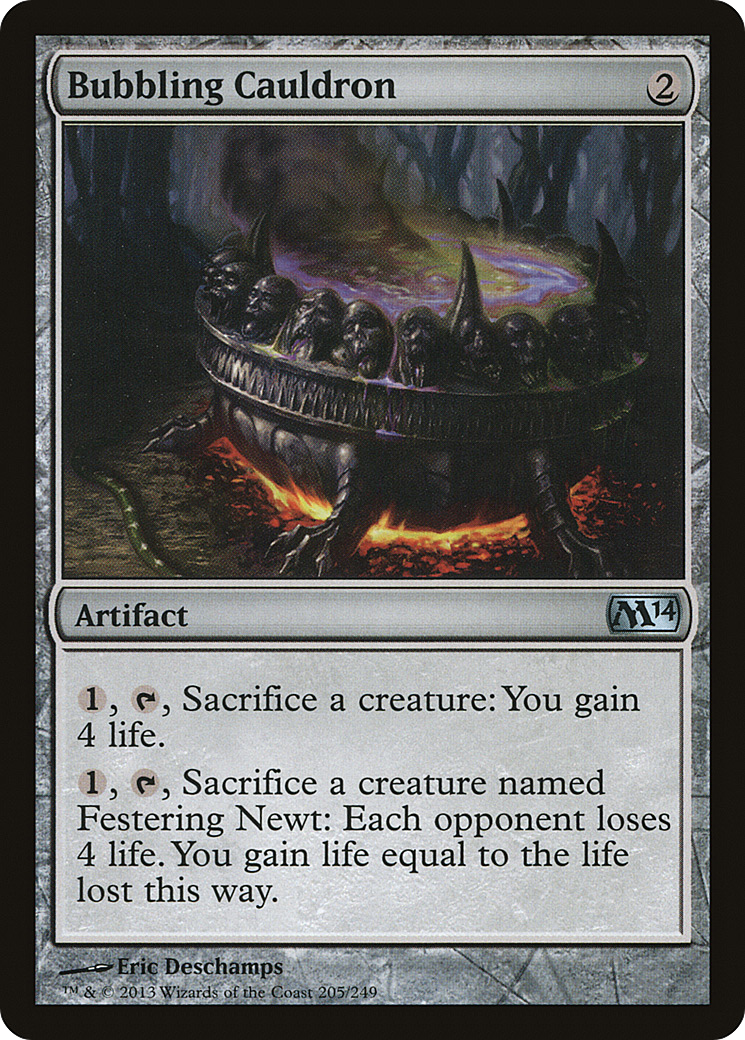 Bubbling Cauldron 2
Artifact M14
1, T, Sacrifice a creature: You gain
4 life.
1, T, Sacrifice a creature named
Festering Newt: Each opponent loses
4 life. You gain life equal to the life
lost this way.
Eric Deschamps
™ & © 2013 Wizards of the Coast 205/249